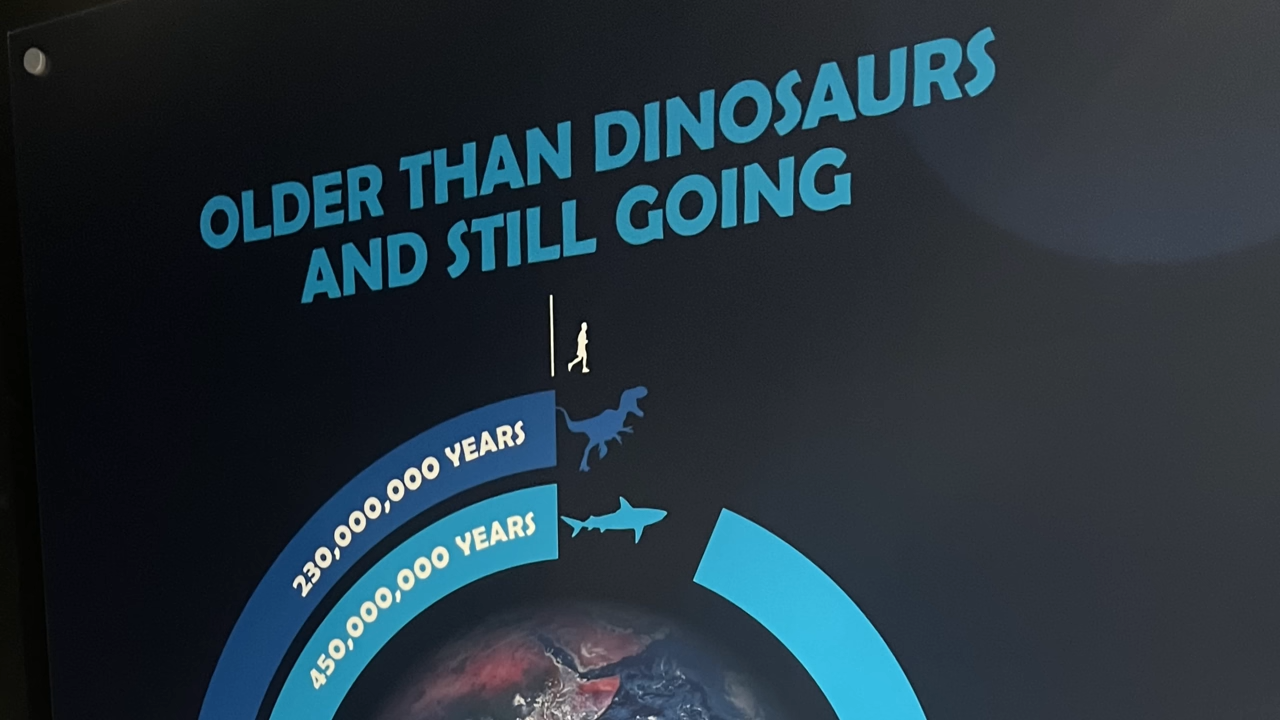 OLDER THAN DINOSAURS
AND STILL GOING
230,000,000 YEARS
450,000,000 YEARS